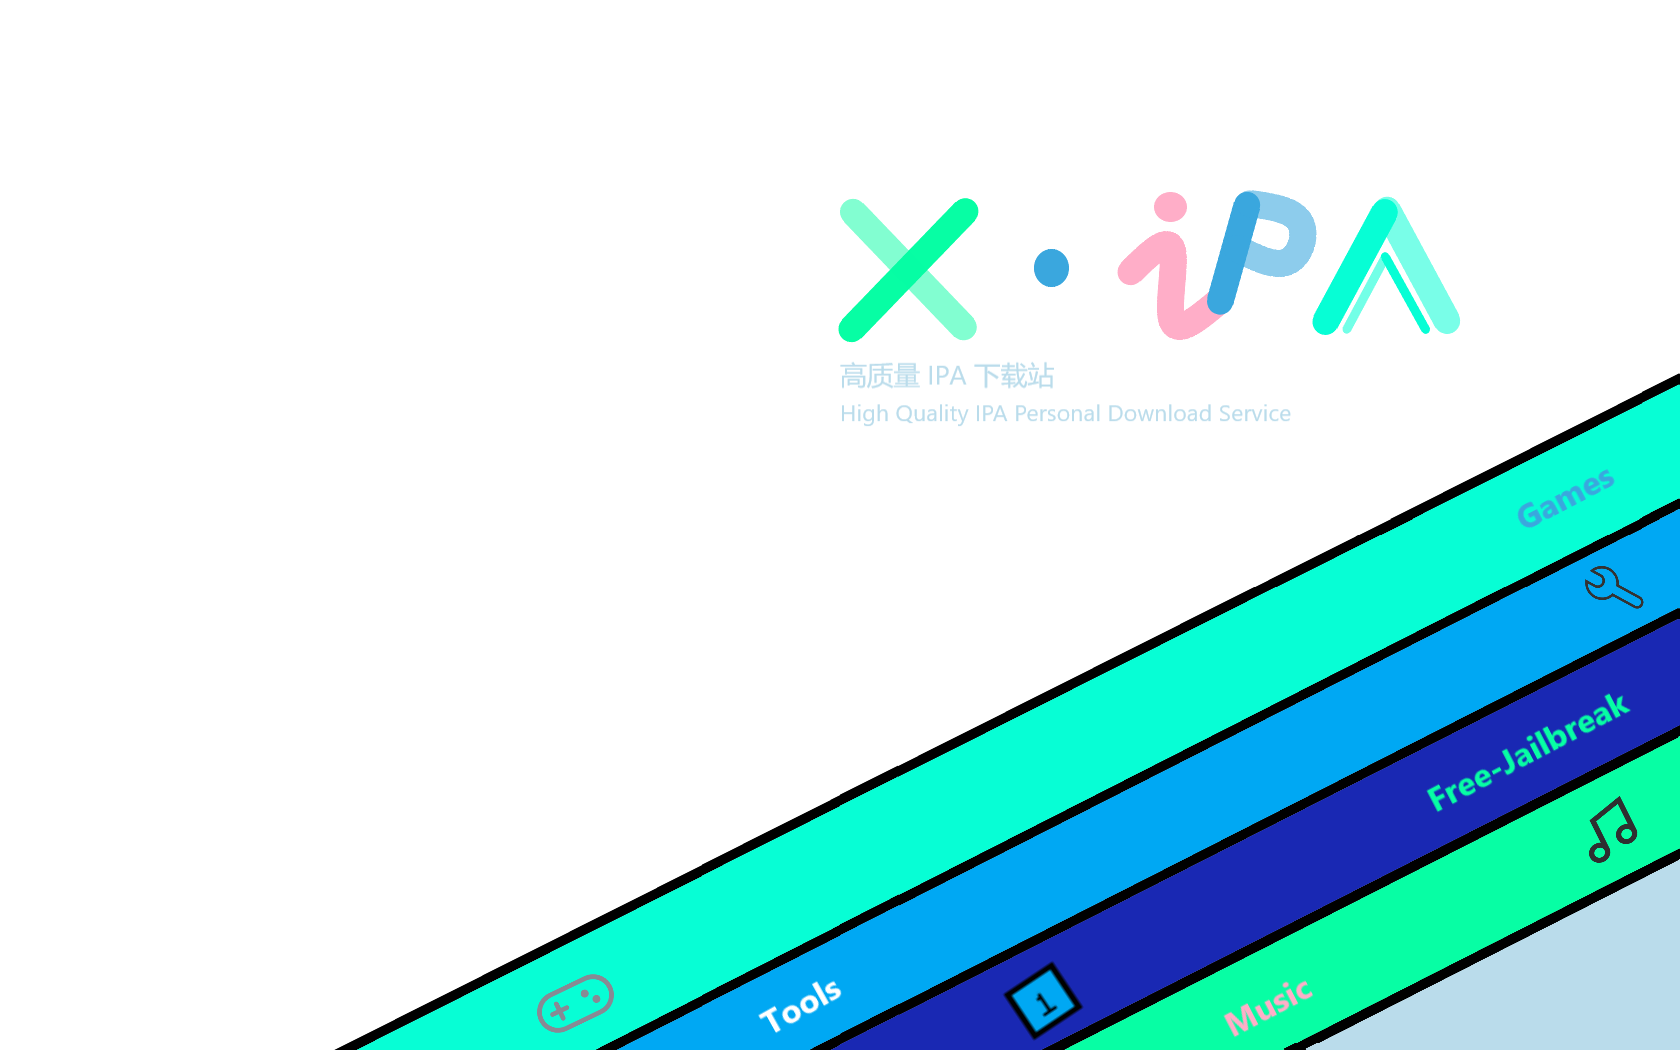 X · iPA
高质量 IPA 下载站
High Quality IPA Personal Download Service
Games
Free-Jailbreak
Tools
1
Music